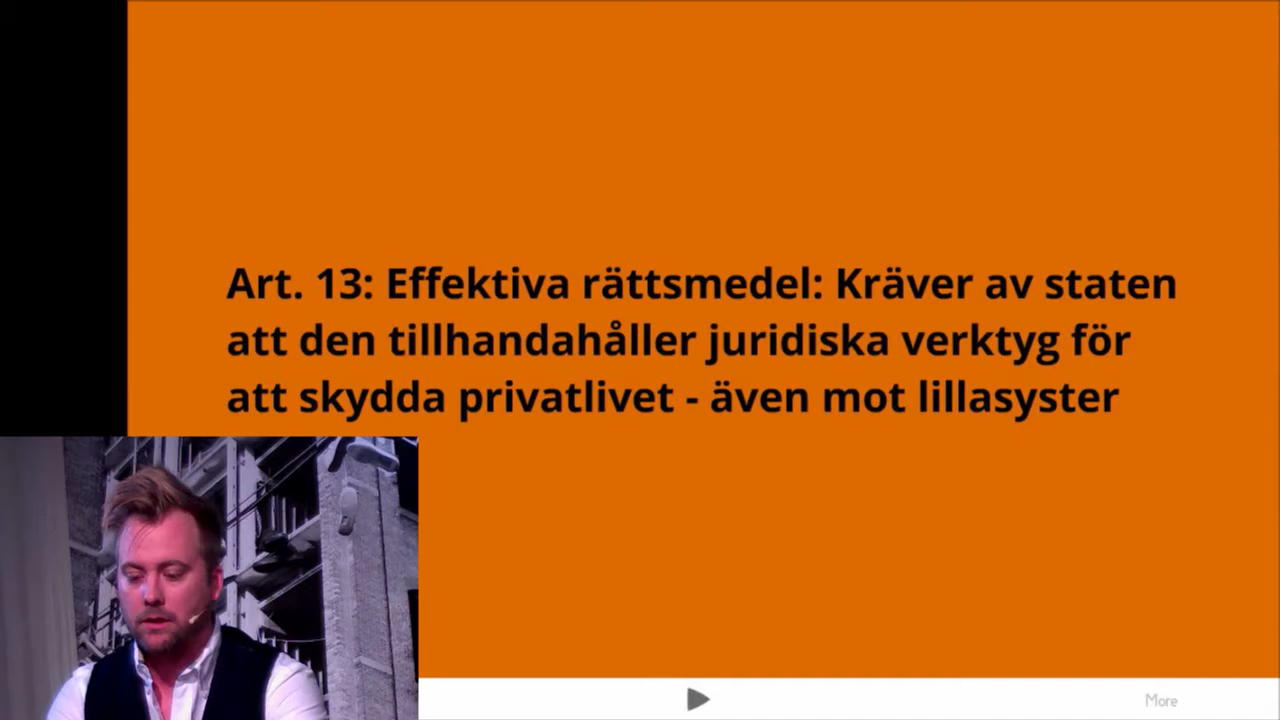 Art. 13: Effektiva rättsmedel: Kräver av staten
att den tillhandahåller juridiska verktyg för
att skydda privatlivet - även mot lillasyster
More